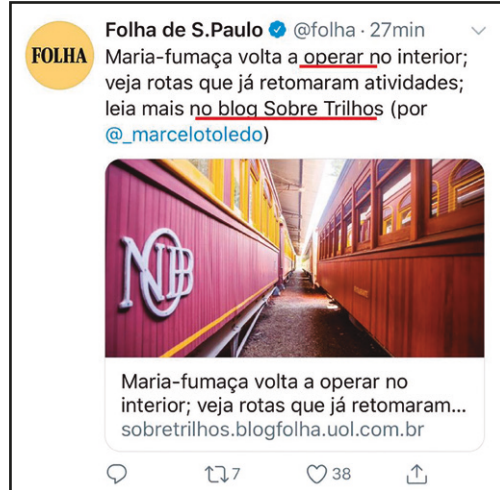 FOLHA
Folha de S.Paulo @folha · 27min
Maria-fumaça volta a operar no interior;
veja rotas que já retomaram atividades;
leia mais no blog Sobre Trilhos (por
@_marcelotoledo)
NOB
Maria-fumaça volta a operar no
interior; veja rotas que já retomaram...
sobretrilhos.blogfolha.uol.com.br
7 38